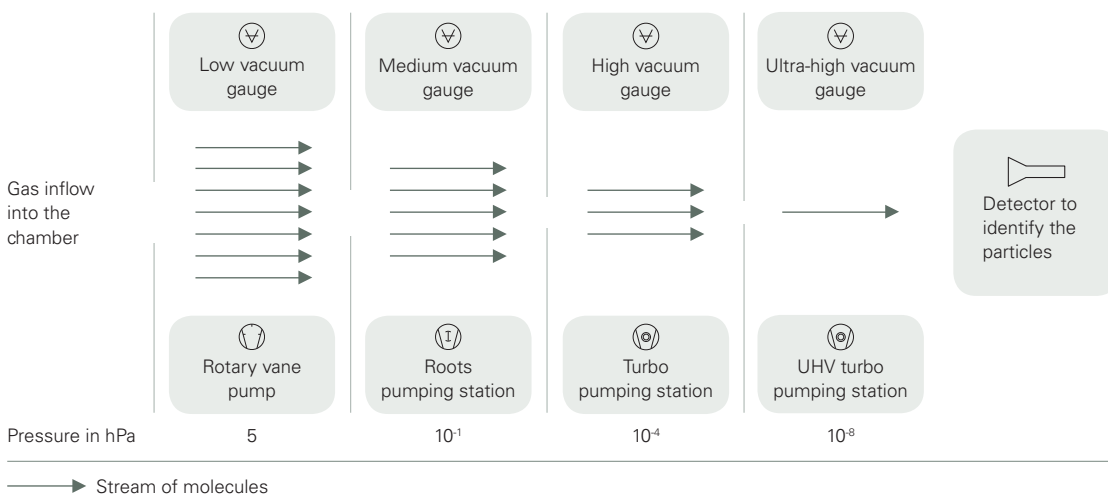 Low vacuum
gauge
Medium vacuum
gauge
High vacuum
gauge
Ultra-high vacuum
gauge
Gas inflow
into the
chamber
Detector to
identify the
particles
Rotary vane
pump
Roots
pumping station
Turbo
pumping station
UHV turbo
pumping station
Pressure in hPa 5 10⁻¹ 10⁻⁴ 10⁻⁸
Stream of molecules